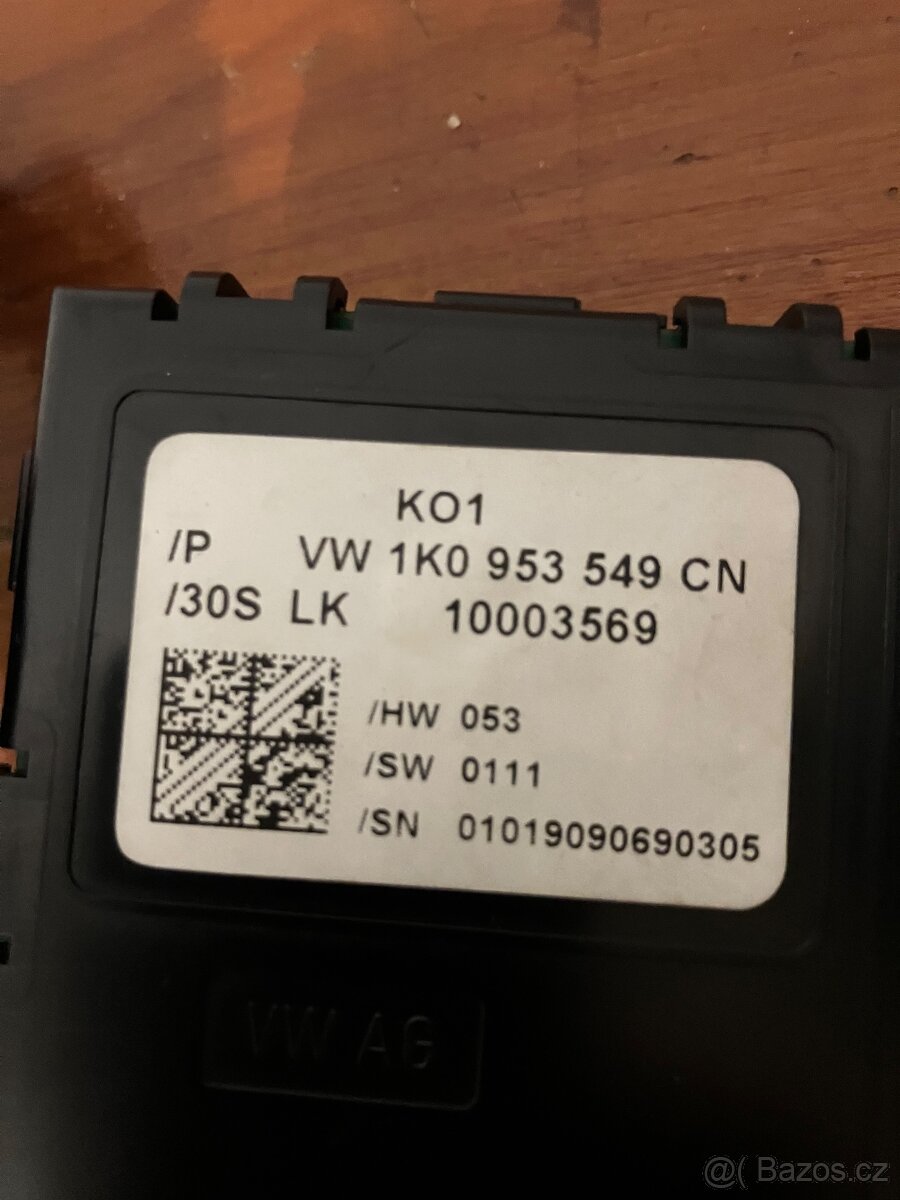 KO1
/P VW 1K0 953 549 CN
/30S LK 10003569
/HW 053
/SW 0111
/SN 01019090690305
VW AG
@( Bazos.cz